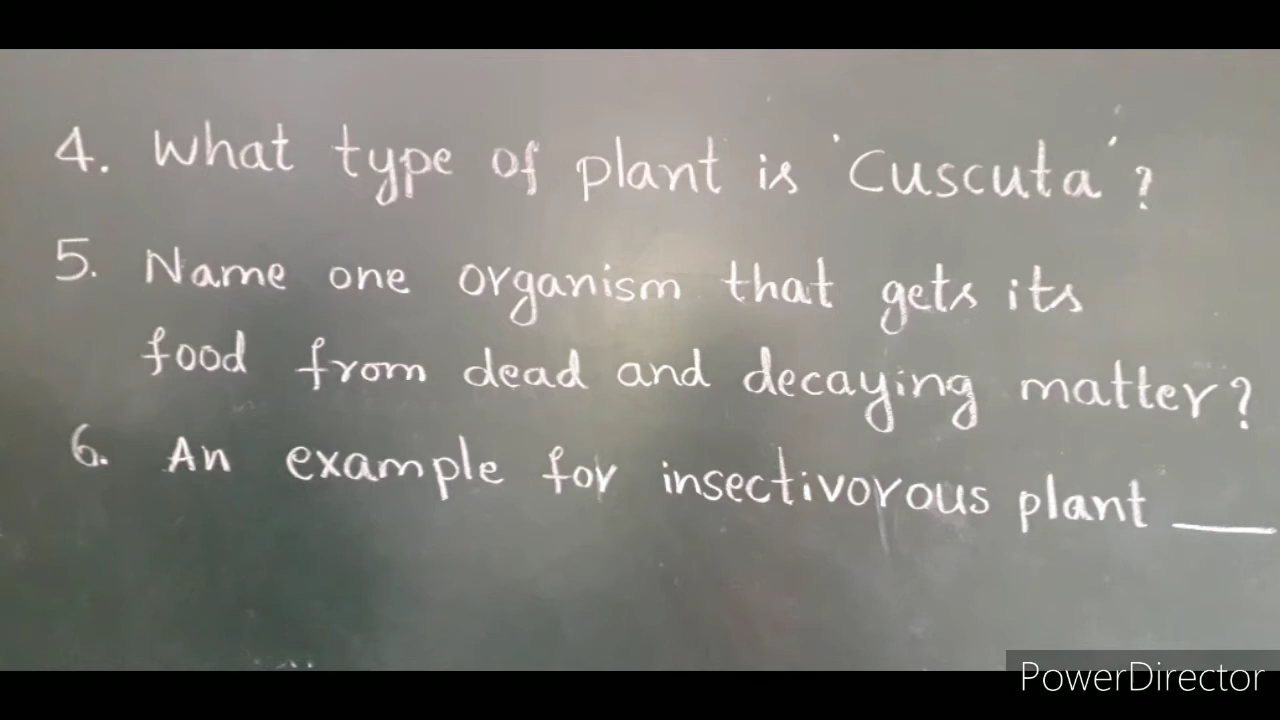 4. What type of plant is 'Cuscuta'?
5. Name one organism that gets its
food from dead and decaying matter?
6. An example for insectivorous plant ___
PowerDirector